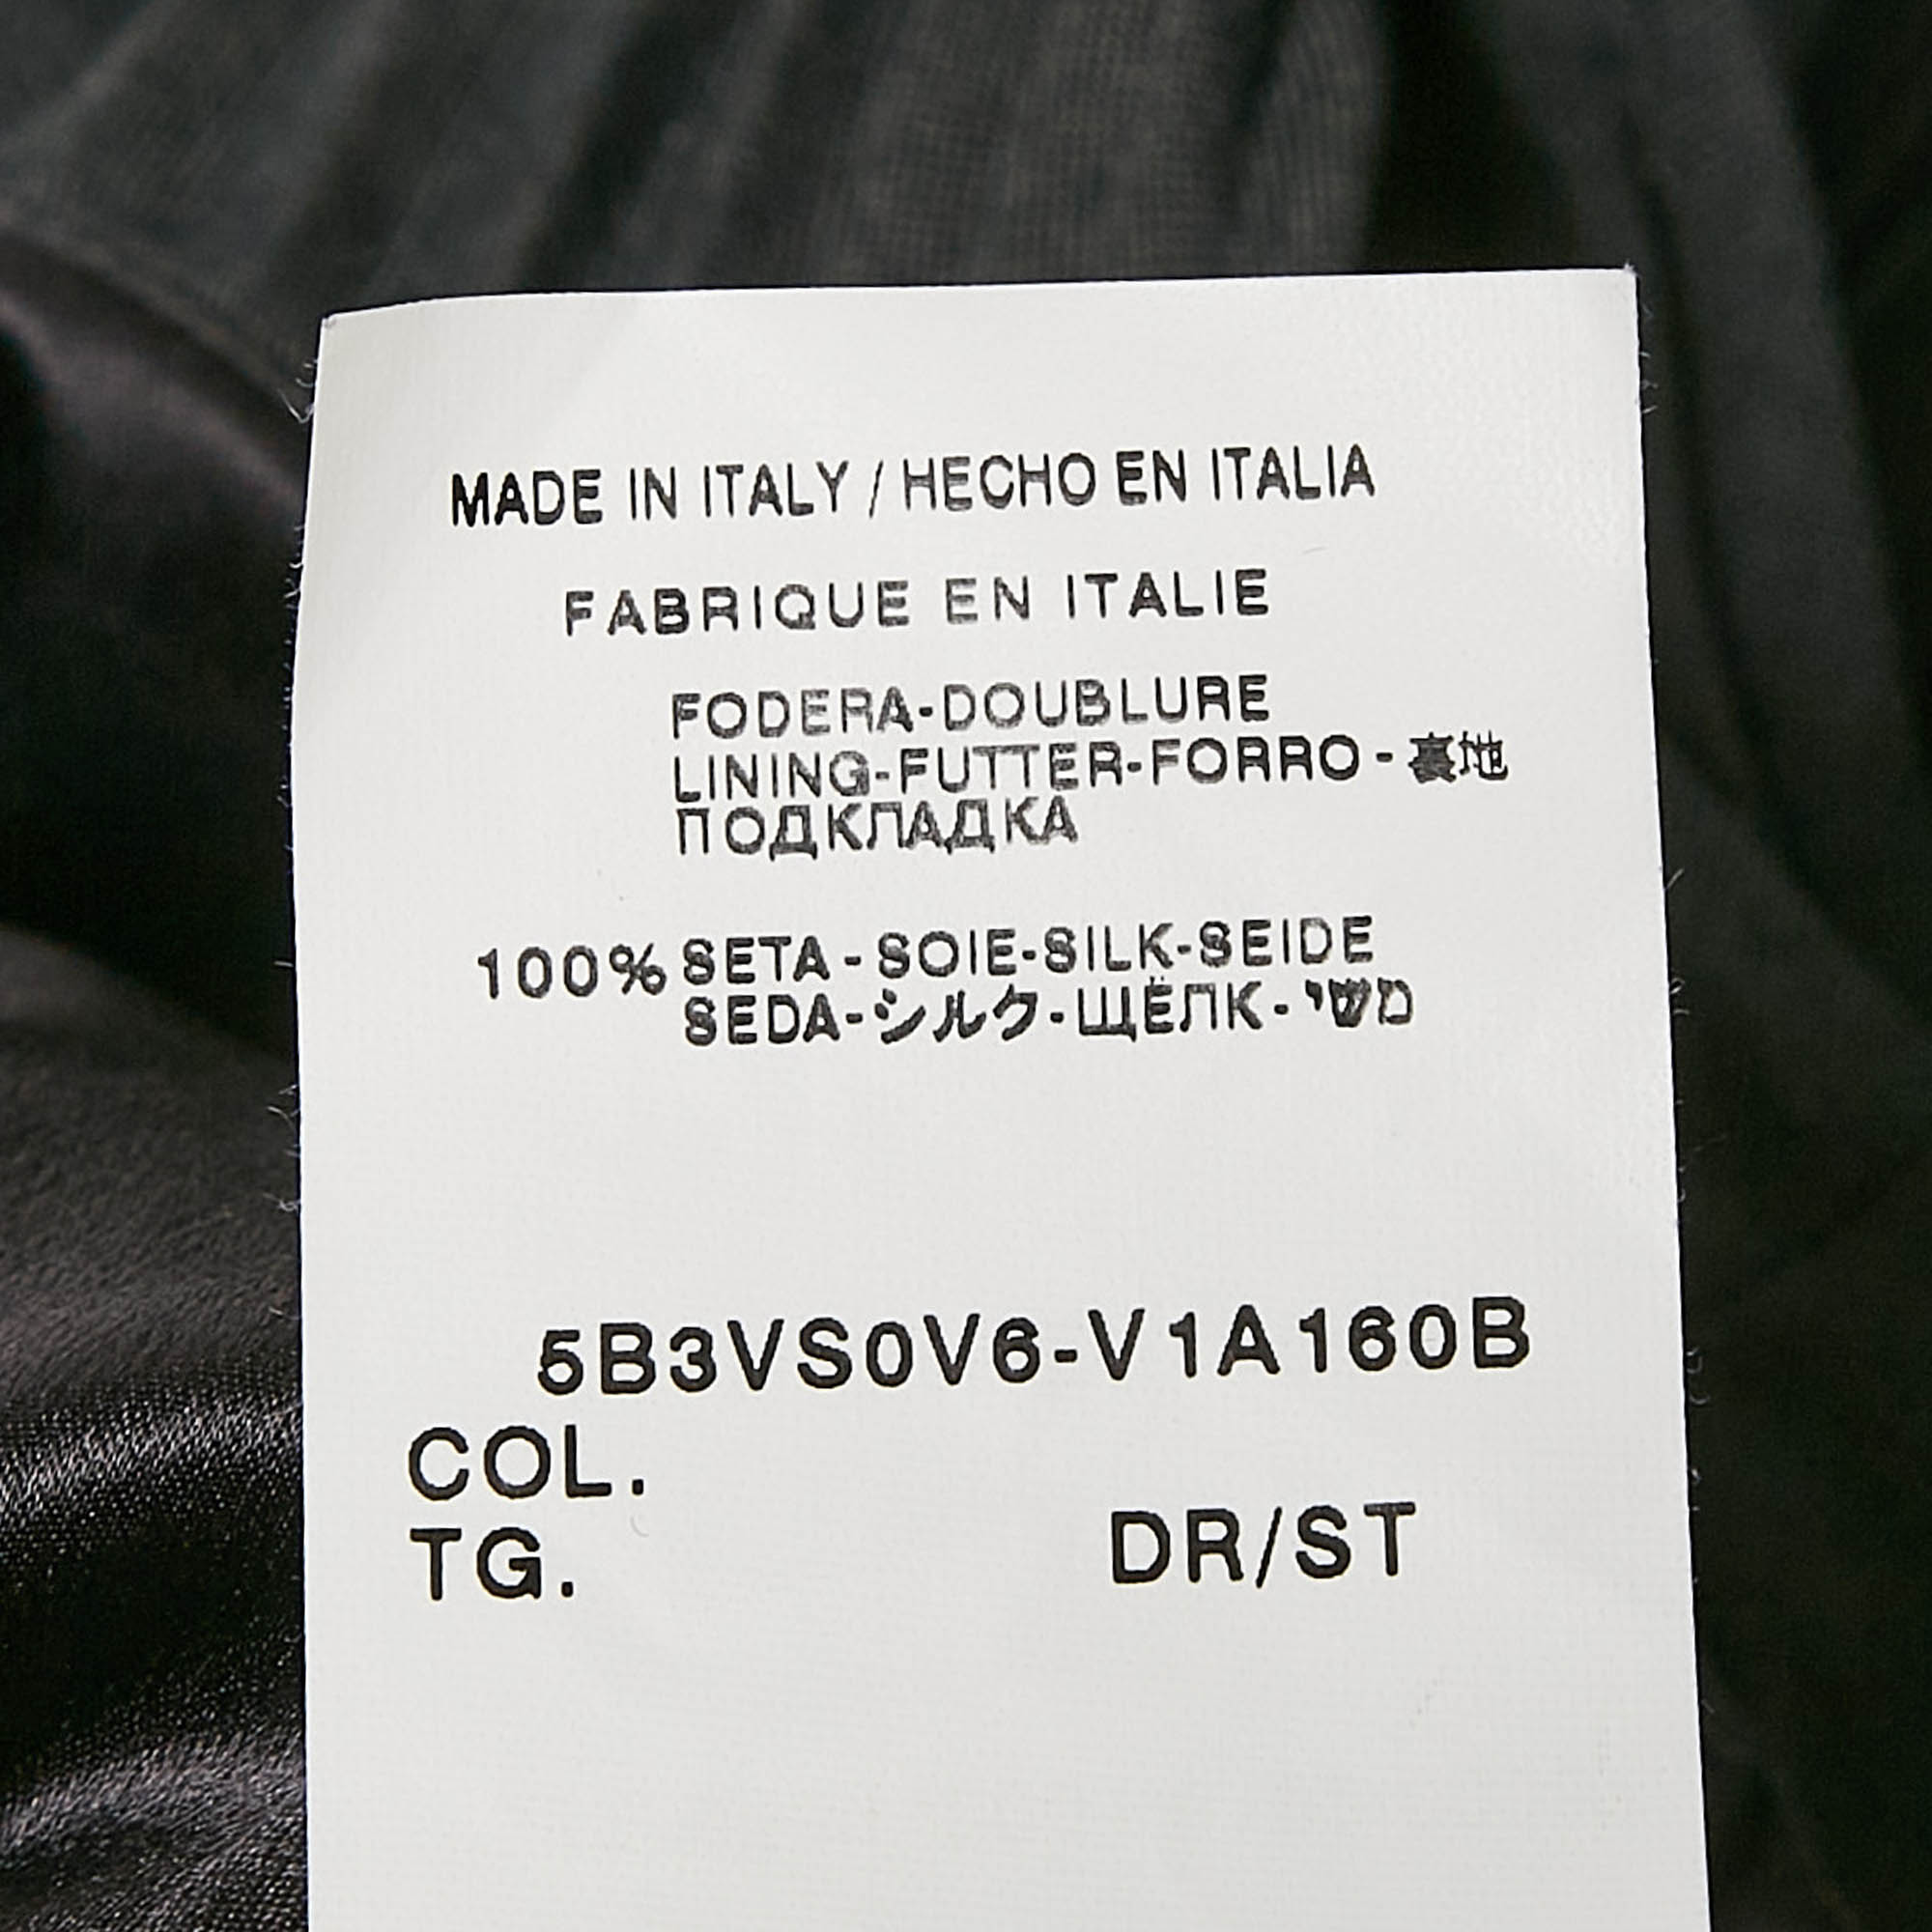 MADE IN ITALY / HECHO EN ITALIA
FABRIQUE EN ITALIE
FODERA-DOUBLURE
LINING-FUTTER-FORRO-裏地
ПОДКЛАДКА
100% SETA-SOIE-SILK-SEIDE
SEDA-シルク-ЩЁЛК-משי
5B3VS0V6-V1A160B
COL.
TG. DR/ST